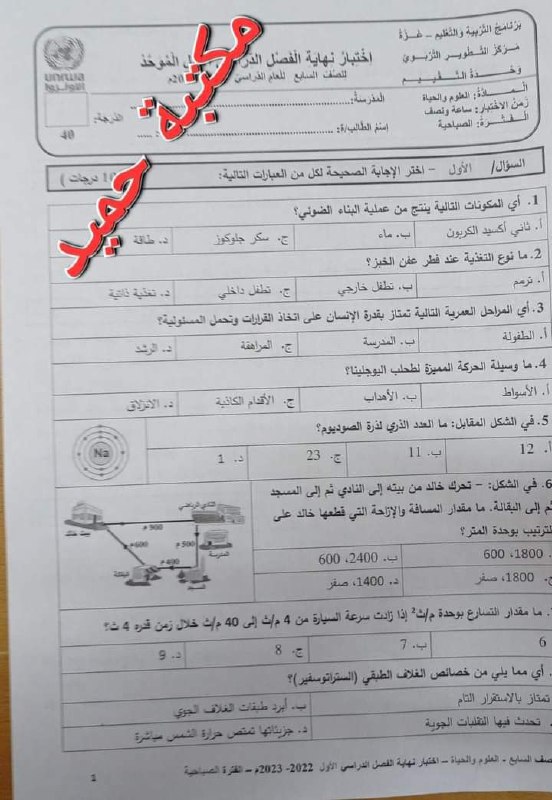 برنامج التربية والتعليم - غزة
مركز التطوير التربوي
وحدة التقييم
اختبار نهاية الفصل الموحد
للصف السابع للعام الدراسي
unrwa
الأونروا
المادة: العلوم والحياة
زمن الاختبار: ساعة ونصف
الفترة: الصباحية
المدرسة:
اسم الطالب/ة:
الدرجة:
40
مكتبة حميد
السؤال/ الأول - اختر الإجابة الصحيحة لكل من العبارات التالية: درجات )
1. أي المكونات التالية ينتج من عملية البناء الضوئي؟
أ. ثاني أكسيد الكربون ب. ماء ج. سكر جلوكوز د. طاقة
2. ما نوع التغذية عند فطر عفن الخبز؟
أ. ترمم ب. تطفل خارجي ج. تطفل داخلي د. تغذية ذاتية
3. أي المراحل العمرية التالية تمتاز بقدرة الإنسان على اتخاذ القرارات وتحمل المسئولية؟
أ. الطفولة ب. المدرسة ج. المراهقة د. الرشد
4. ما وسيلة الحركة المميزة لطحلب اليوجلينا؟
أ. الأسواط ب. الأهداب ج. الأقدام الكاذبة د. الانزلاق
5. في الشكل المقابل: ما العدد الذري لذرة الصوديوم؟
Na
أ. 12 ب. 11 ج. 23 د. 1
6. في الشكل: - تحرك خالد من بيته إلى النادي ثم إلى المسجد
ثم إلى البقالة. ما مقدار المسافة والإزاحة التي قطعها خالد على
الترتيب بوحدة المتر؟
النادي الرياضي
بيت خالد
900 م
600 م
500 م
400 م
المدرسة
المسجد
البقالة
1800، 600 ب. 2400، 600
ج. 1800، صفر د. 1400، صفر
. ما مقدار التسارع بوحدة م/ث² إذا زادت سرعة السيارة من 4 م/ث إلى 40 م/ث خلال زمن قدره 4 ث؟
6 ب. 7 ج. 8 د. 9
. أي مما يلي من خصائص الغلاف الطبقي (الستراتوسفير)؟
تمتاز بالاستقرار التام ب. أبرد طبقات الغلاف الجوي
. تحدث فيها التقلبات الجوية د. جزيئاتها تمتص حرارة الشمس مباشرة
صف السابع - العلوم والحياة - اختبار نهاية الفصل الدراسي الأول 2022- 2023م - الفترة الصباحية
1